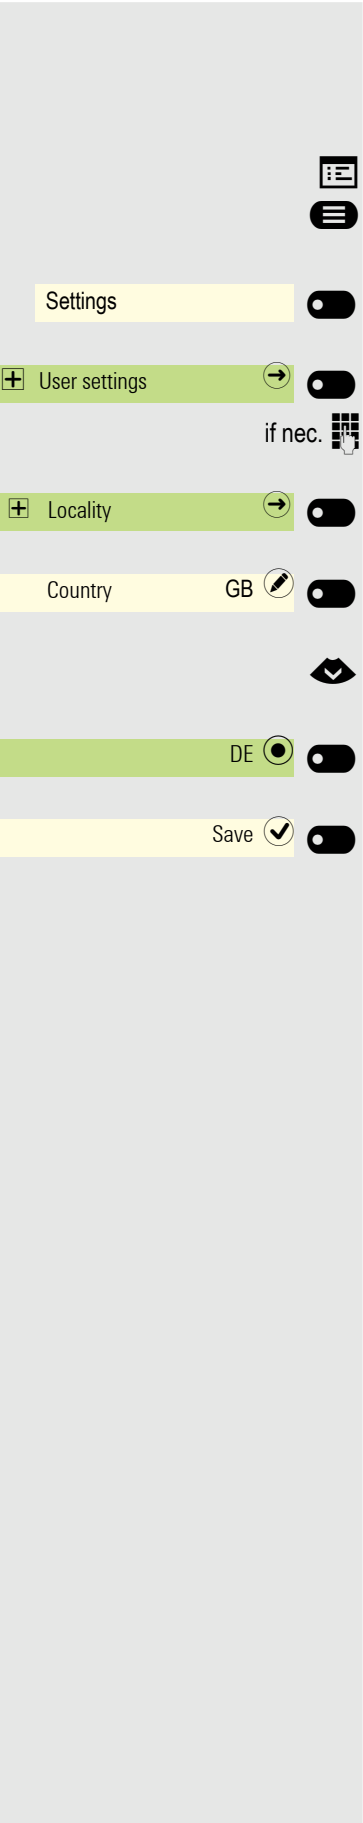 Settings
User settings
if nec.
Locality
Country GB
DE
Save